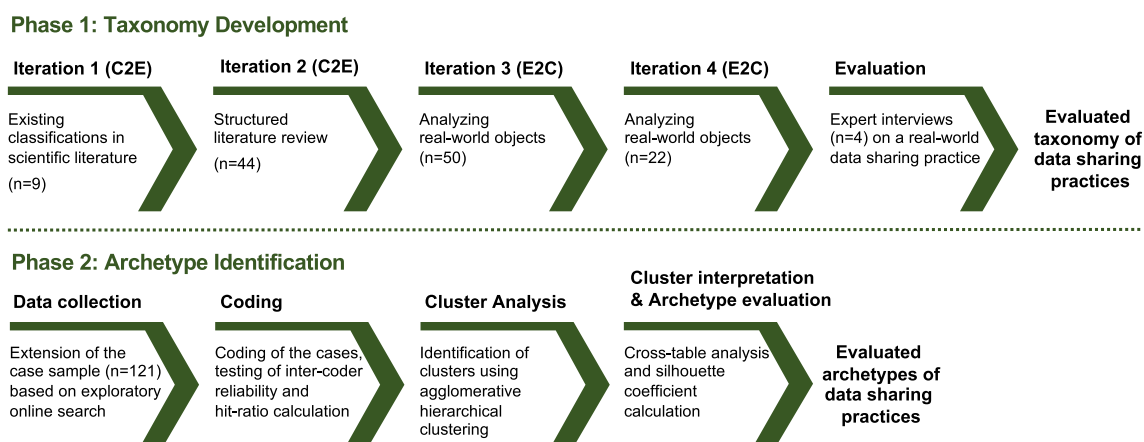 Phase 1: Taxonomy Development
Iteration 1 (C2E)
Existing
classifications in
scientific literature
(n=9)
Iteration 2 (C2E)
Structured
literature review
(n=44)
Iteration 3 (E2C)
Analyzing
real-world objects
(n=50)
Iteration 4 (E2C)
Analyzing
real-world objects
(n=22)
Evaluation
Expert interviews
(n=4) on a real-world
data sharing practice
Evaluated
taxonomy of
data sharing
practices
Phase 2: Archetype Identification
Data collection
Extension of the
case sample (n=121)
based on exploratory
online search
Coding
Coding of the cases,
testing of inter-coder
reliability and
hit-ratio calculation
Cluster Analysis
Identification of
clusters using
agglomerative
hierarchical
clustering
Cluster interpretation
& Archetype evaluation
Cross-table analysis
and silhouette
coefficient
calculation
Evaluated
archetypes of
data sharing
practices